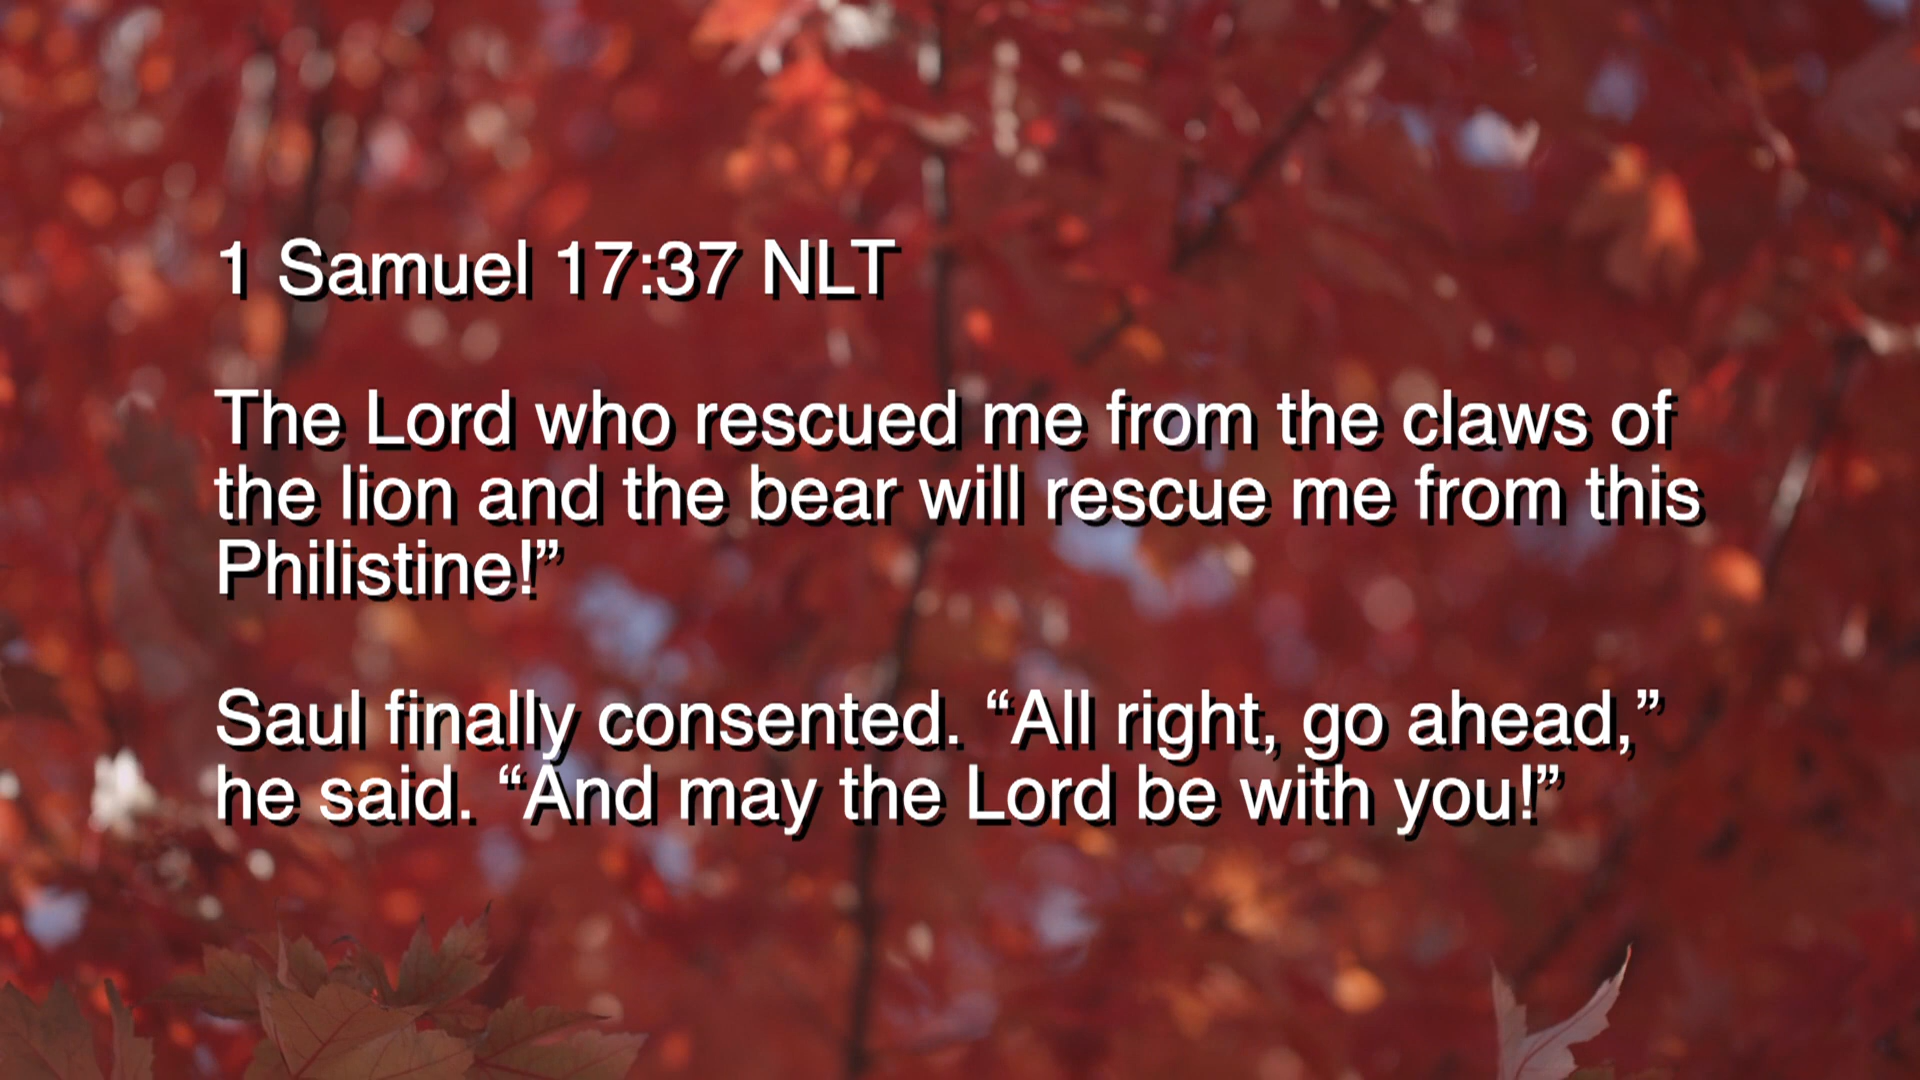 1 Samuel 17:37 NLT
The Lord who rescued me from the claws of
the lion and the bear will rescue me from this
Philistine!”
Saul finally consented. “All right, go ahead,”
he said. “And may the Lord be with you!”